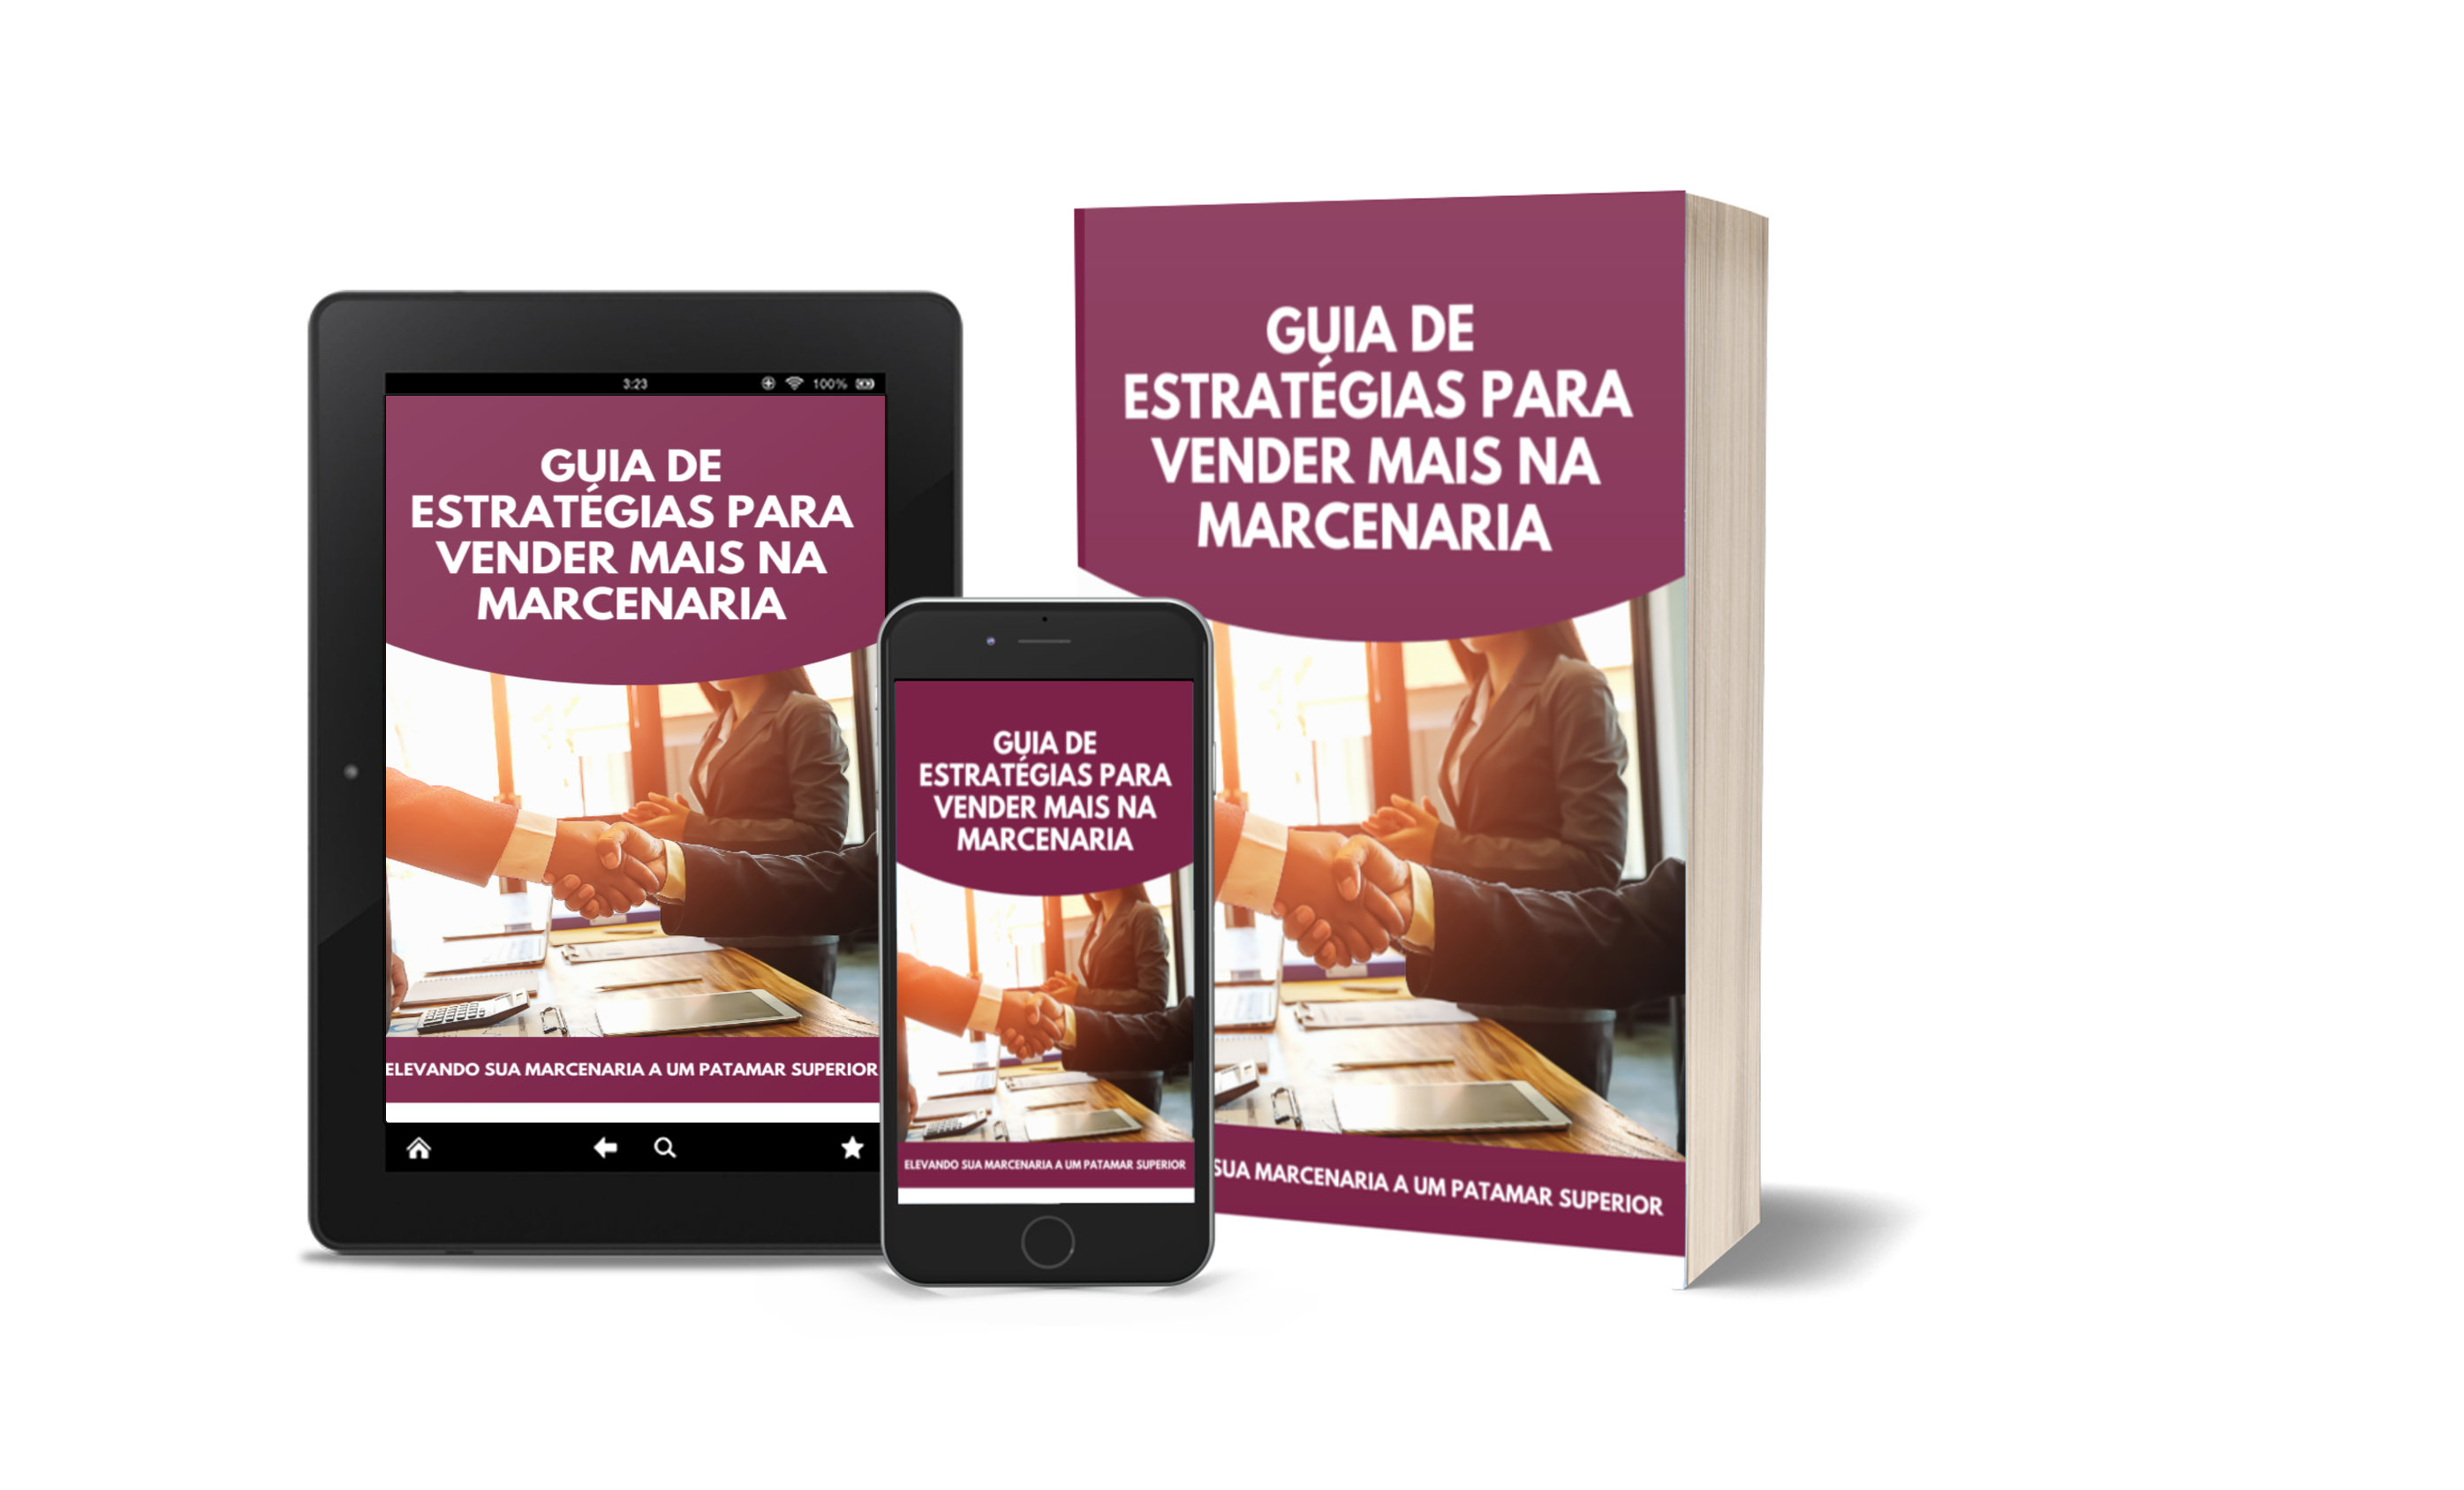 3:23 100%
GUIA DE
ESTRATÉGIAS PARA
VENDER MAIS NA
MARCENARIA
ELEVANDO SUA MARCENARIA A UM PATAMAR SUPERIOR
GUIA DE
ESTRATÉGIAS PARA
VENDER MAIS NA
MARCENARIA
ELEVANDO SUA MARCENARIA A UM PATAMAR SUPERIOR
GUIA DE
ESTRATÉGIAS PARA
VENDER MAIS NA
MARCENARIA
SUA MARCENARIA A UM PATAMAR SUPERIOR